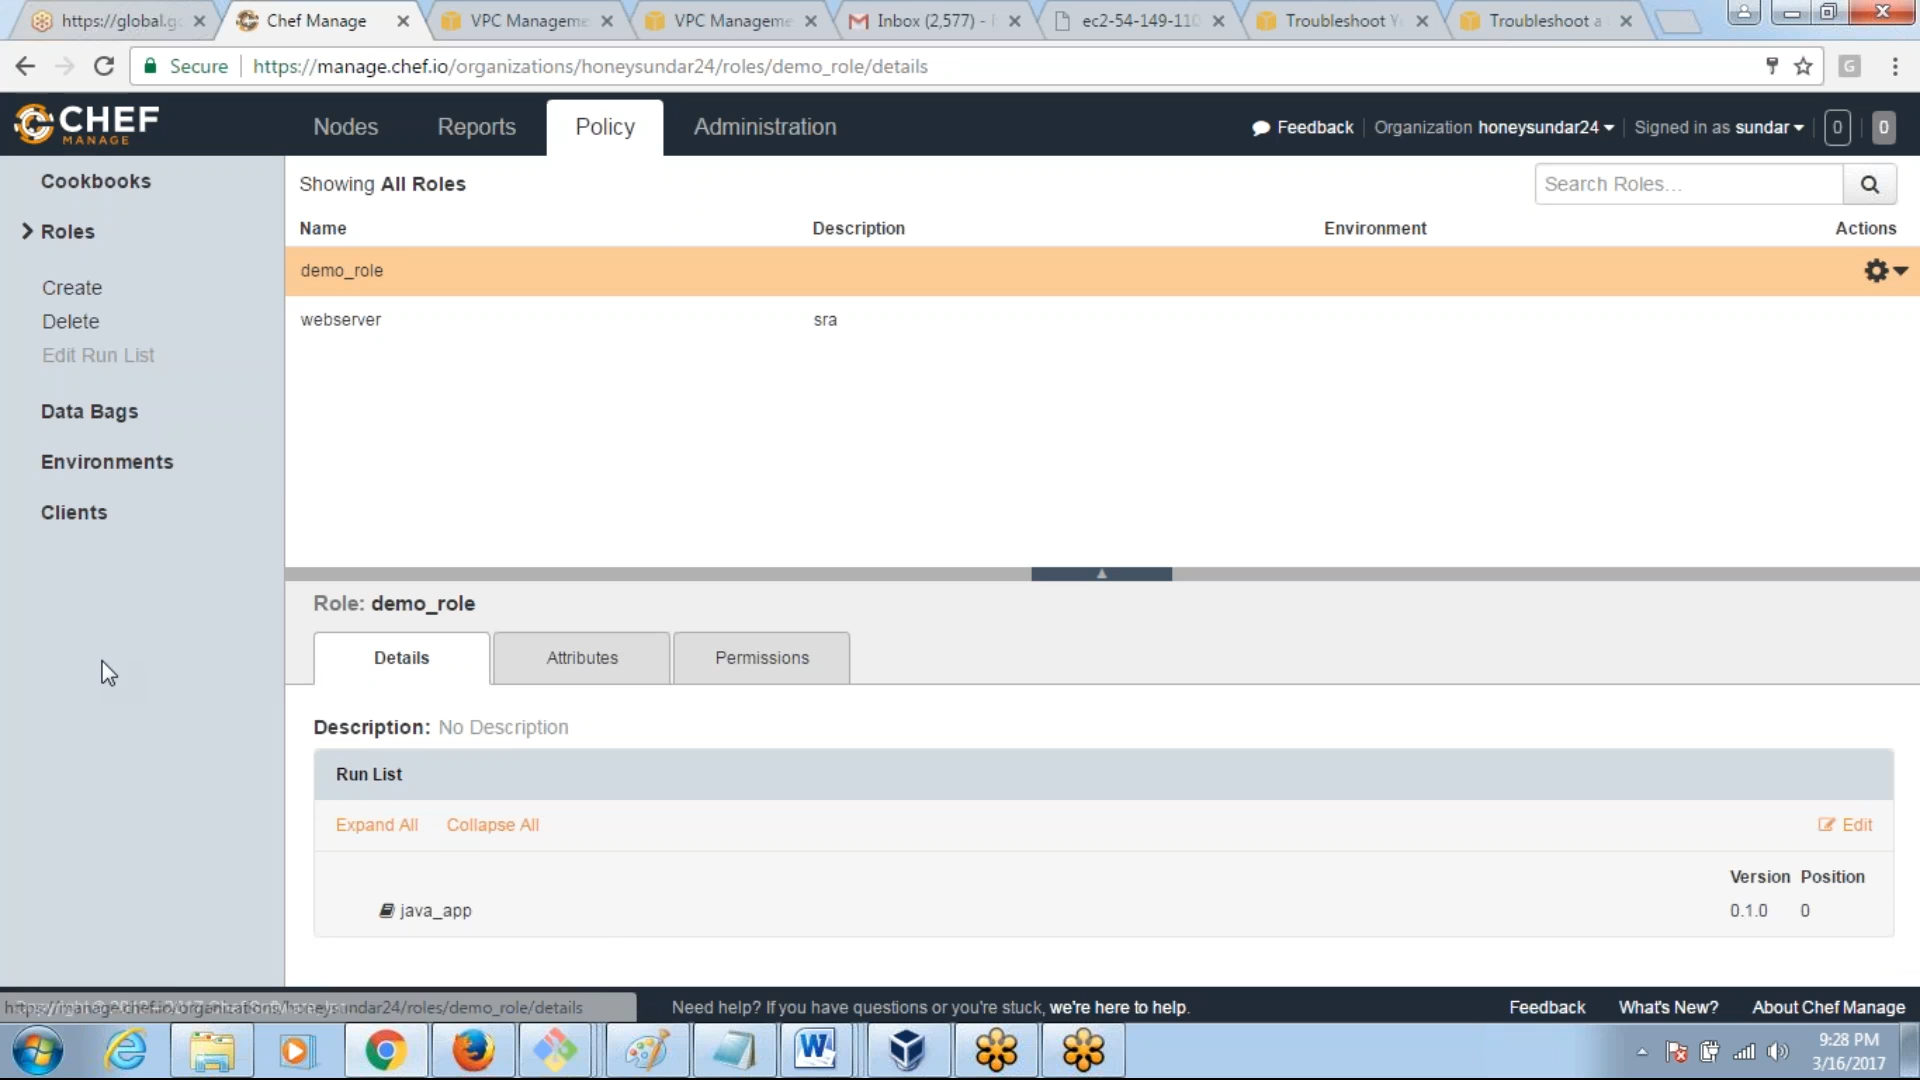 https://global.g
Chef Manage
VPC Manageme
VPC Manageme
Inbox (2,577) -
ec2-54-149-110
Troubleshoot Y
Troubleshoot a
Secure
https://manage.chef.io/organizations/honeysundar24/roles/demo_role/details
G
CHEF
MANAGE
Nodes
Reports
Policy
Administration
Feedback
Organization honeysundar24
Signed in as sundar
0
0
Cookbooks
Roles
Create
Delete
Edit Run List
Data Bags
Environments
Clients
Showing All Roles
Search Roles...
Name Description Environment Actions
demo_role
webserver sra
Role: demo_role
Details
Attributes
Permissions
Description: No Description
Run List
Expand All
Collapse All
Edit
Version Position
java_app 0.1.0 0
https://manage.chef.io/organizations/honeysundar24/roles/demo_role/details
Need help? If you have questions or you're stuck, we're here to help.
Feedback
What's New?
About Chef Manage
9:28 PM
3/16/2017